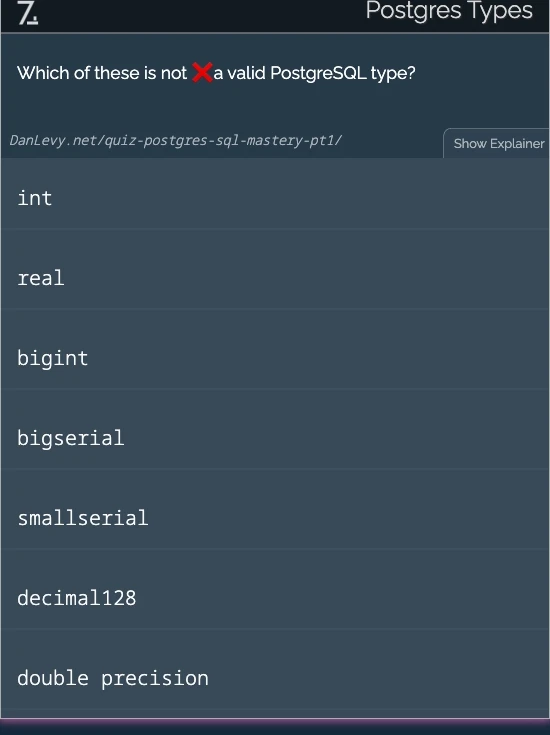 7.
Postgres Types
Which of these is not ❌a valid PostgreSQL type?
DanLevy.net/quiz-postgres-sql-mastery-pt1/
Show Explainer
int
real
bigint
bigserial
smallserial
decimal128
double precision